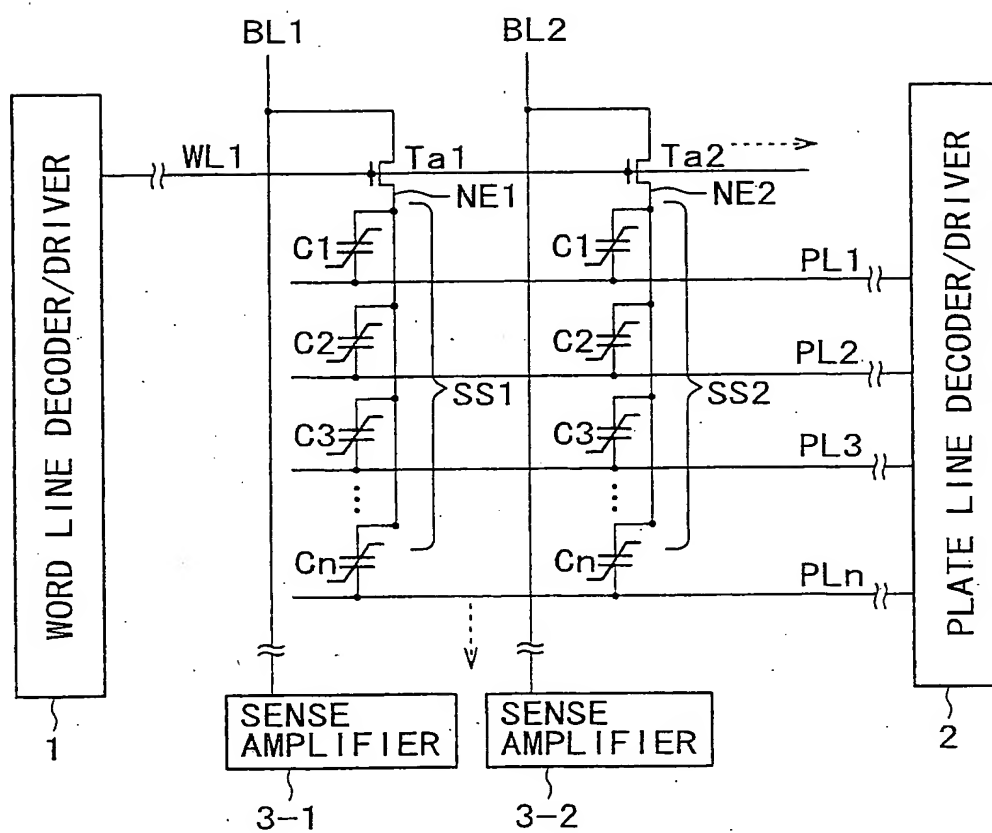 BL1
BL2
WORD LINE DECODER/DRIVER
PLATE LINE DECODER/DRIVER
WL1
Ta1
Ta2
NE1
NE2
C1
C1
PL1
C2
C2
PL2
SS1
SS2
C3
C3
PL3
Cn
Cn
PLn
SENSE
AMPLIFIER
SENSE
AMPLIFIER
1
2
3-1
3-2